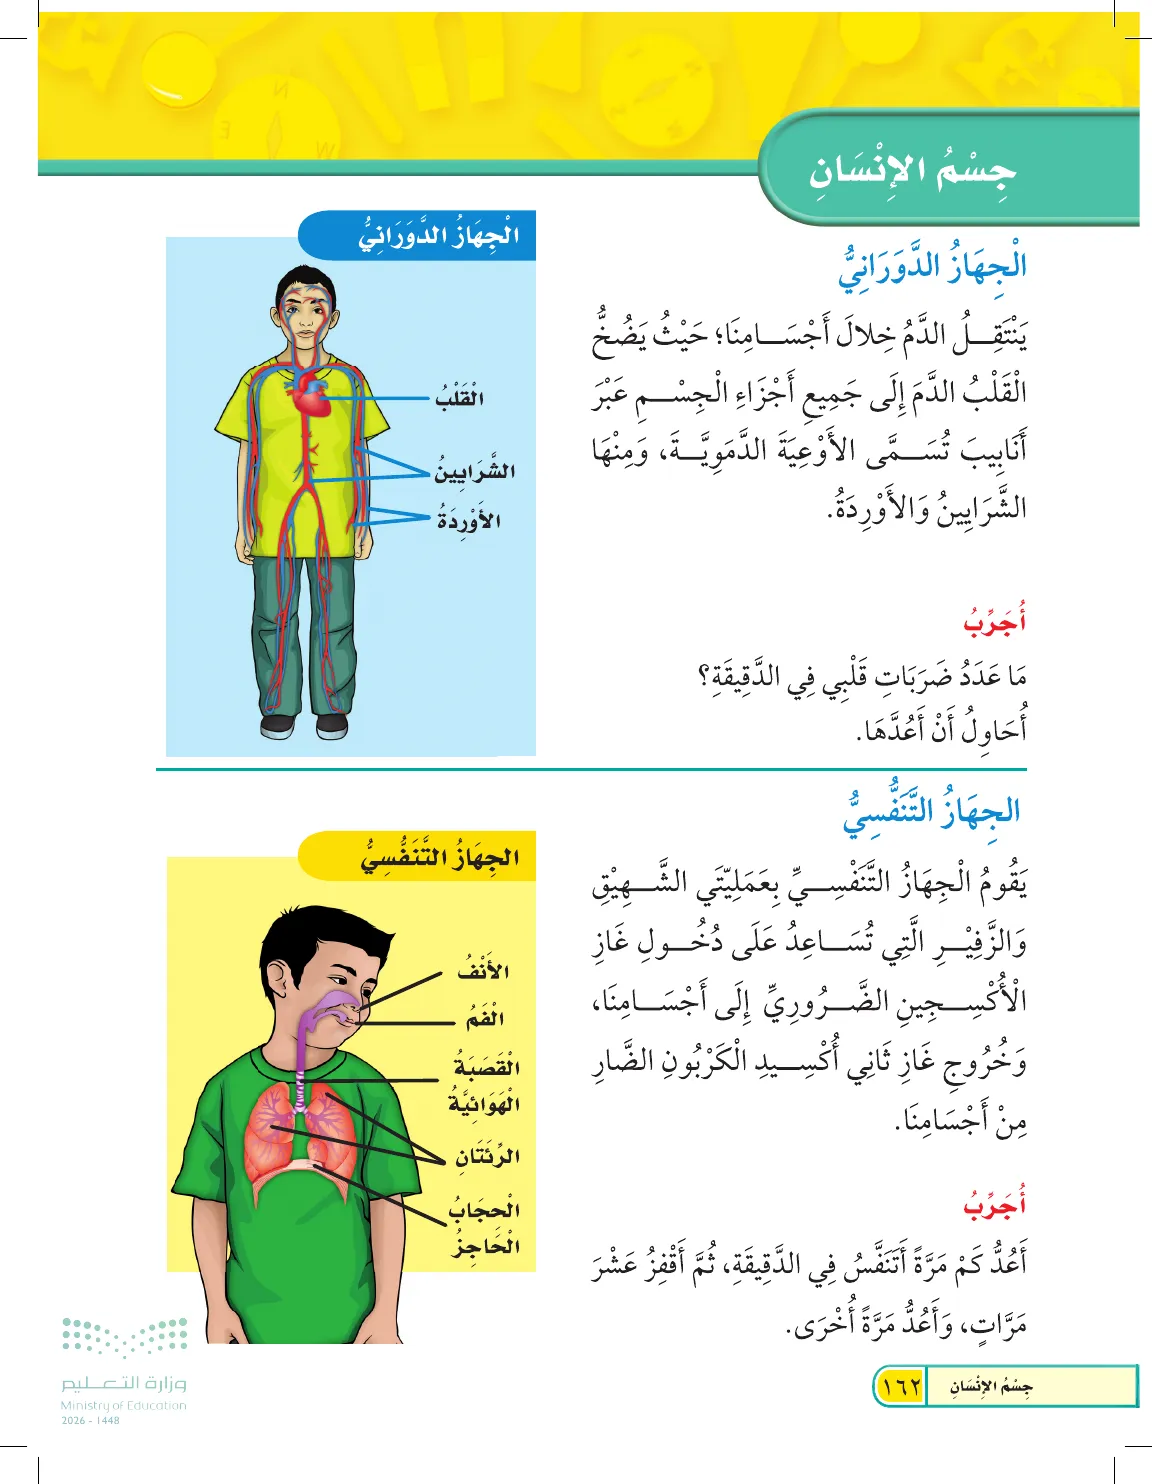 جِسْمُ الإِنْسَانِ
الْجِهَازُ الدَّوَرَانِيُّ
يَنْتَقِلُ الدَّمُ خِلالَ أَجْسَامِنَا؛ حَيْثُ يَضُخُّ
الْقَلْبُ الدَّمَ إِلَى جَمِيعِ أَجْزَاءِ الْجِسْمِ عَبْرَ
أَنَابِيبَ تُسَمَّى الأَوْعِيَةَ الدَّمَوِيَّةَ، وَمِنْهَا
الشَّرَايِينُ وَالأَوْرِدَةُ.
أُجَرِّبُ
مَا عَدَدُ ضَرَبَاتِ قَلْبِي فِي الدَّقِيقَةِ؟
أُحَاوِلُ أَنْ أَعُدَّهَا.
الْجِهَازُ الدَّوَرَانِيُّ
الْقَلْبُ
الشَّرَايِينُ
الأَوْرِدَةُ
الجِهَازُ التَّنَفُّسِيُّ
يَقُومُ الْجِهَازُ التَّنَفْسِيِّ بِعَمَلِيّتَي الشَّهِيْقِ
وَالزَّفِيْرِ الَّتِي تُسَاعِدُ عَلَى دُخُولِ غَازِ
الْأُكْسِجِينِ الضَّرُورِيِّ إِلَى أَجْسَامِنَا،
وَخُرُوجِ غَازِ ثَانِي أُكْسِيدِ الْكَرْبُونِ الضَّارِ
مِنْ أَجْسَامِنَا.
أُجَرِّبُ
أَعُدُّ كَمْ مَرَّةً أَتَنَفَّسُ فِي الدَّقِيقَةِ، ثُمَّ أَقْفِزُ عَشْرَ
مَرَّاتٍ، وَأَعُدُّ مَرَّةً أُخْرَى.
الجِهَازُ التَّنَفُّسِيُّ
الأَنْفُ
الْفَمُ
الْقَصَبَةُ
الْهَوَائِيَّةُ
الرِّئَتَانِ
الْحجَابُ
الْحَاجِزُ
جِسْمُ الإِنْسَانِ
١٦٢
وزارة التعليم
Ministry of Education
2026 - 1448
N
E
W